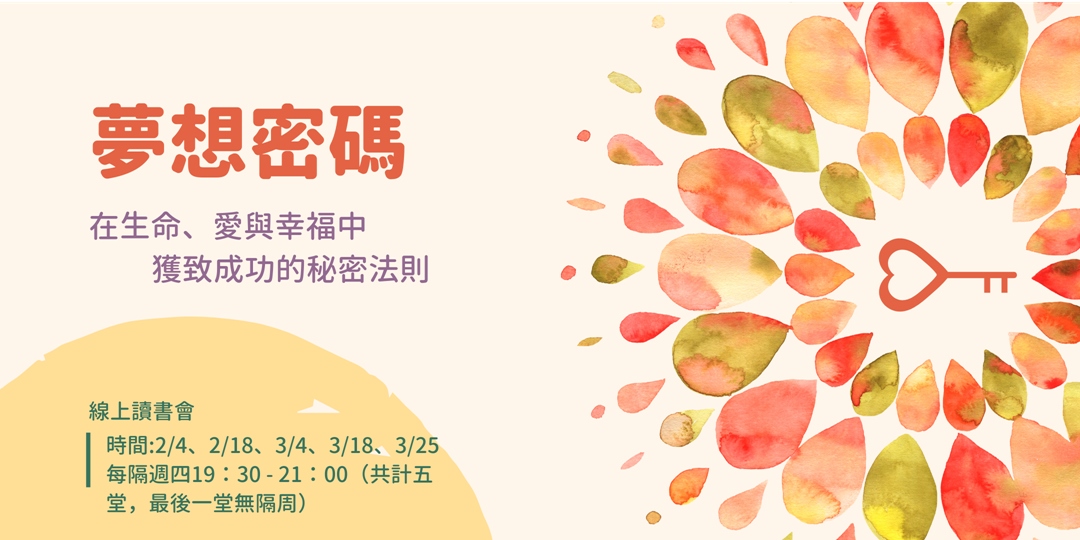 夢想密碼
在生命、愛與幸福中
獲致成功的秘密法則
線上讀書會
時間:2/4、2/18、3/4、3/18、3/25
每隔週四19：30 - 21：00（共計五
堂，最後一堂無隔周）